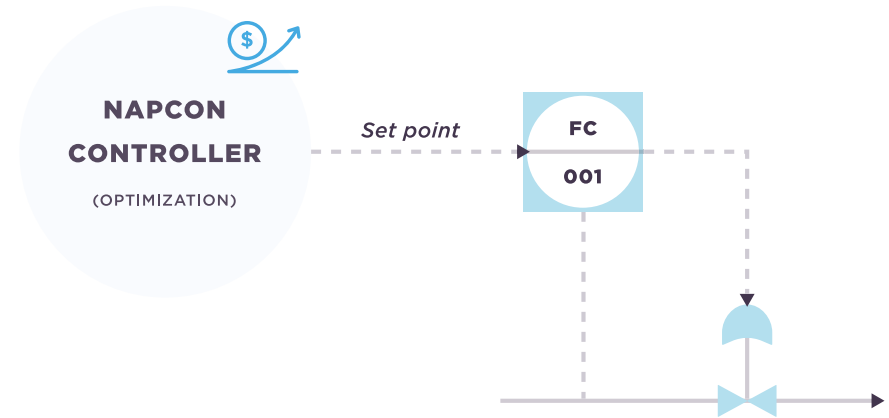 $
NAPCON
CONTROLLER
(OPTIMIZATION)
Set point
FC
001